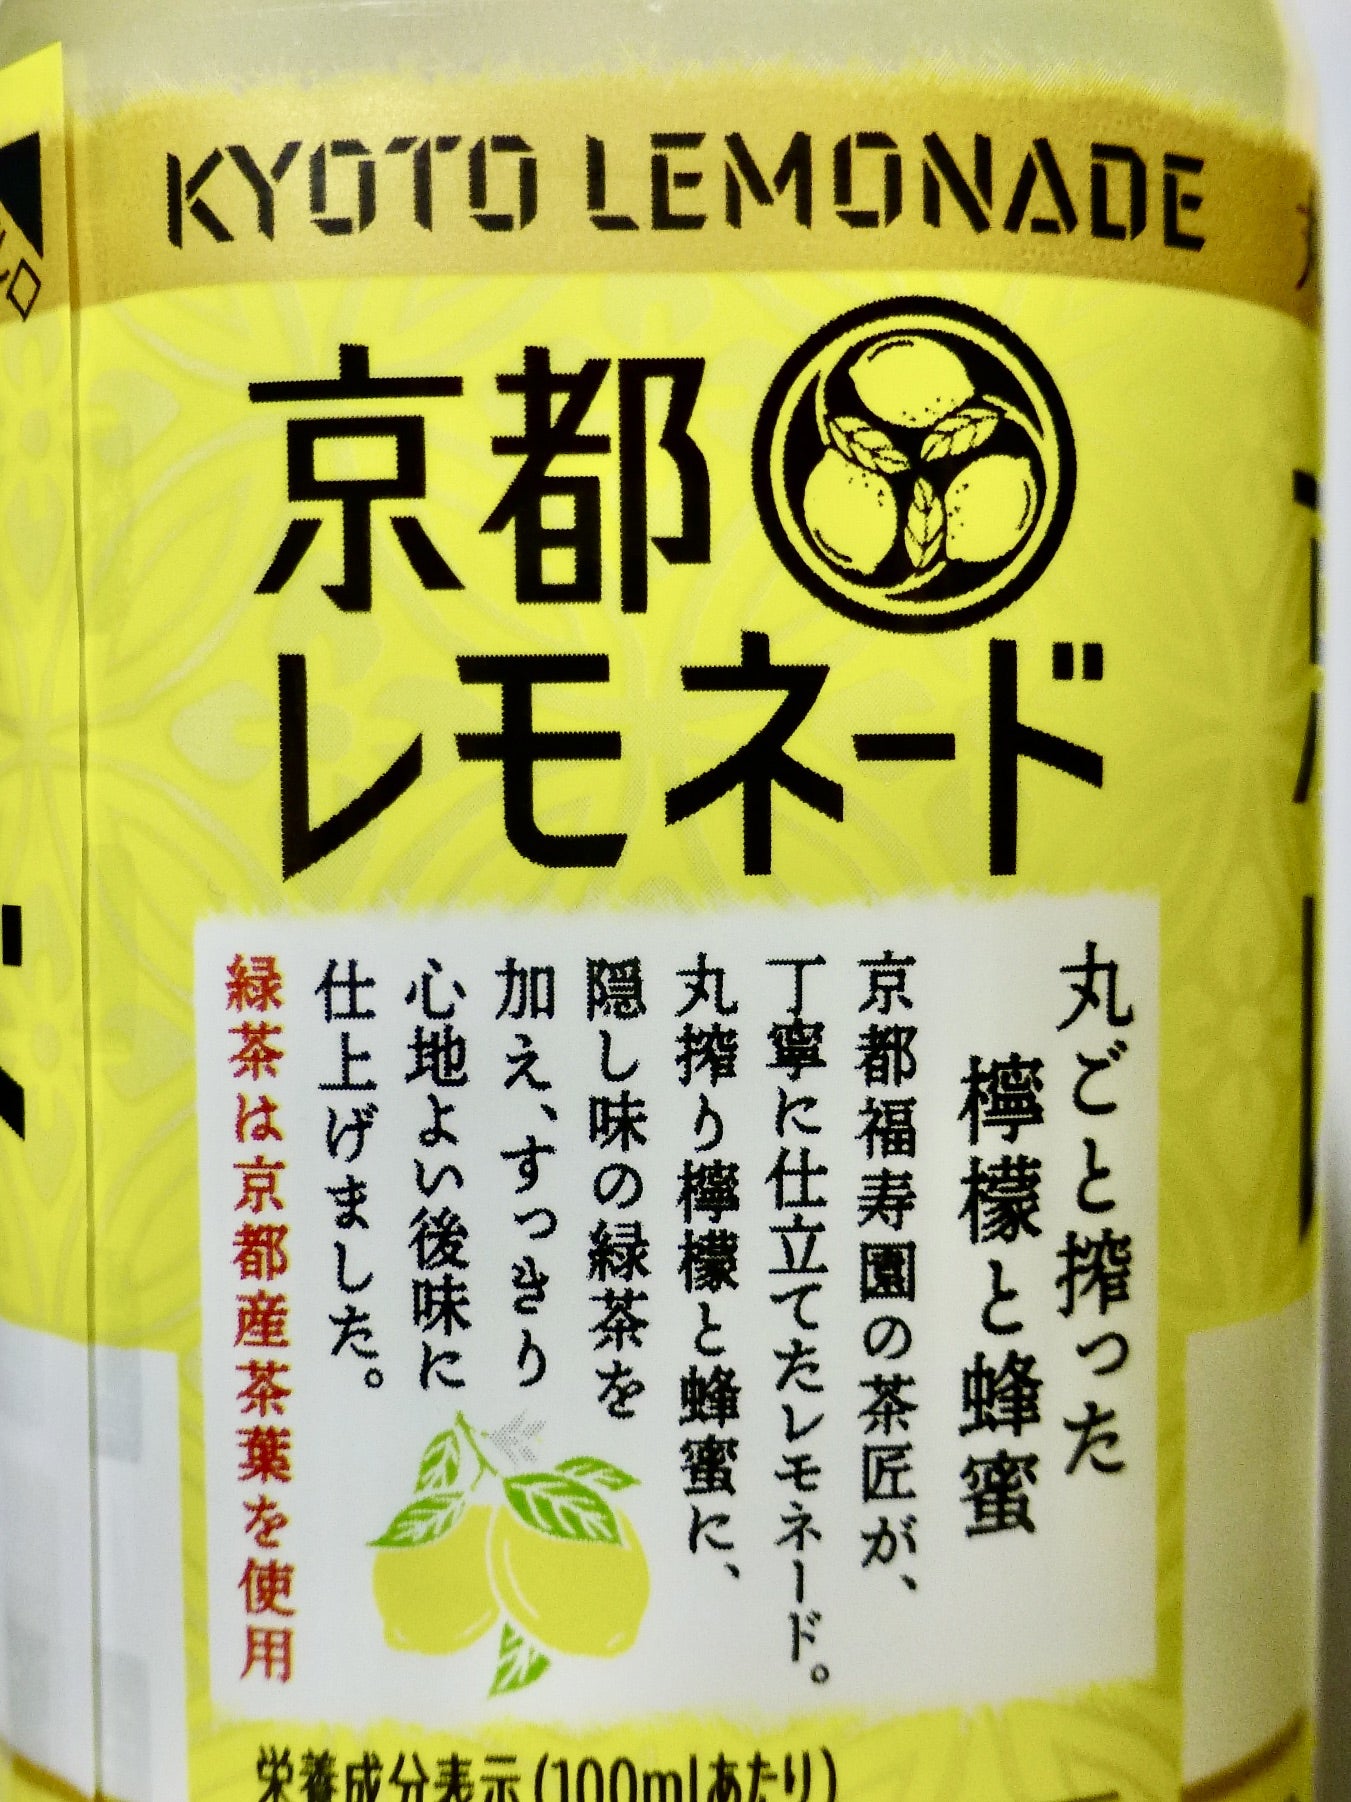 KYOTO LEMONADE
京都
レモネード
丸ごと搾った
檸檬と蜂蜜
京都福寿園の茶匠が、
丁寧に仕立てたレモネード。
丸搾り檸檬と蜂蜜に、
隠し味の緑茶を
加え、すっきり
心地よい後味に
仕上げました。
緑茶は京都産茶葉を使用
栄養成分表示(100mlあたり)